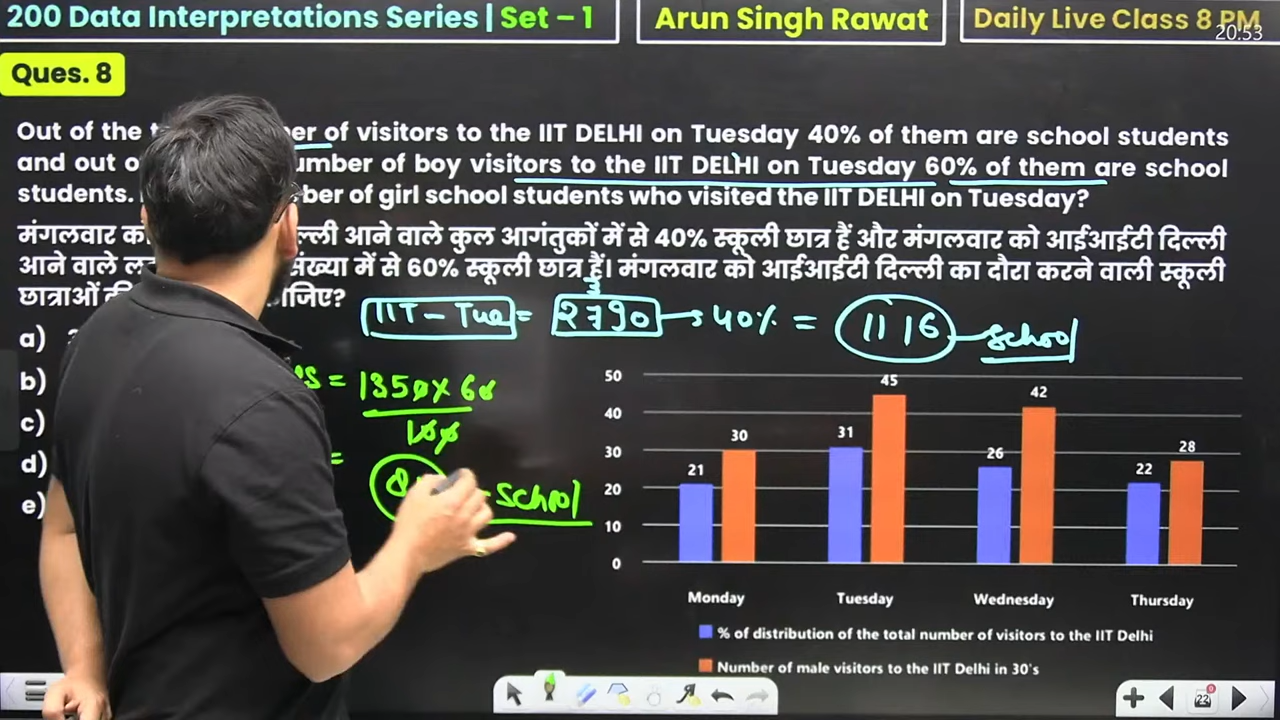 200 Data Interpretations Series | Set – 1
Arun Singh Rawat
Daily Live Class 8 PM
20:53
Ques. 8
Out of the of visitors to the IIT DELHI on Tuesday 40% of them are school students
and out of visitors to the IIT DELHI on Tuesday 60% of them are school
students. of girl school students who visited the IIT DELHI on Tuesday?
मंगलवार आने वाले कुल आगंतुकों में से 40% स्कूली छात्र हैं और मंगलवार को आईआईटी दिल्ली
आने वाले में से 60% स्कूली छात्र हैं। मंगलवार को आईआईटी दिल्ली का दौरा करने वाली स्कूली
छात्राओं
3
IIT - Tue = 2790 → 40% = 1116 - school
a)
b)
c)
d)
e)
= 1350 x 60
100
=
- School
50
40
30
20
10
0
21
30
31
45
26
42
22
28
Monday
Tuesday
Wednesday
Thursday
% of distribution of the total number of visitors to the IIT Delhi
Number of male visitors to the IIT Delhi in 30's
22